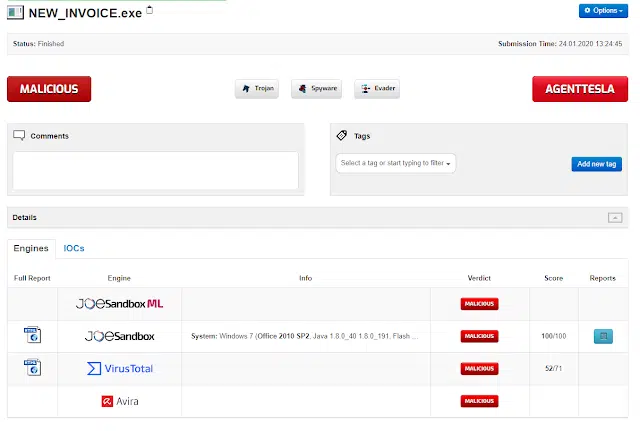 NEW_INVOICE.exe
Options
Status: Finished
Submission Time: 24.01.2020 13:24:45
MALICIOUS
Trojan
Spyware
Evader
AGENTTESLA
Comments
Tags
Select a tag or start typing to filter
Add new tag
Details
Engines
IOCs
Full Report Engine Info Verdict Score Reports
JOESandbox ML MALICIOUS
JOESandbox System: Windows 7 (Office 2010 SP2, Java 1.8.0_40 1.8.0_191, Flash ... MALICIOUS 100/100
VirusTotal MALICIOUS 52/71
Avira MALICIOUS